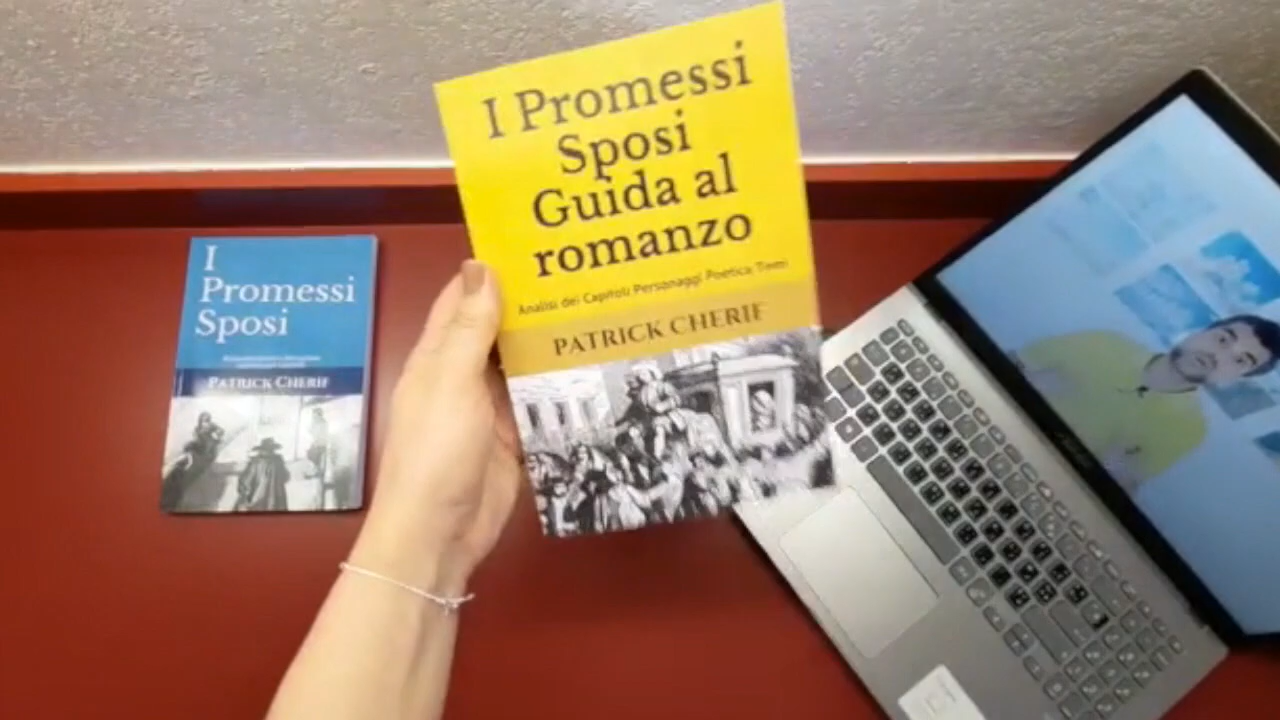 I Promessi
Sposi
Guida al
romanzo
Analisi dei Capitoli Personaggi Poetica Temi
PATRICK CHERIF
I
Promessi
Sposi
PATRICK CHERIF